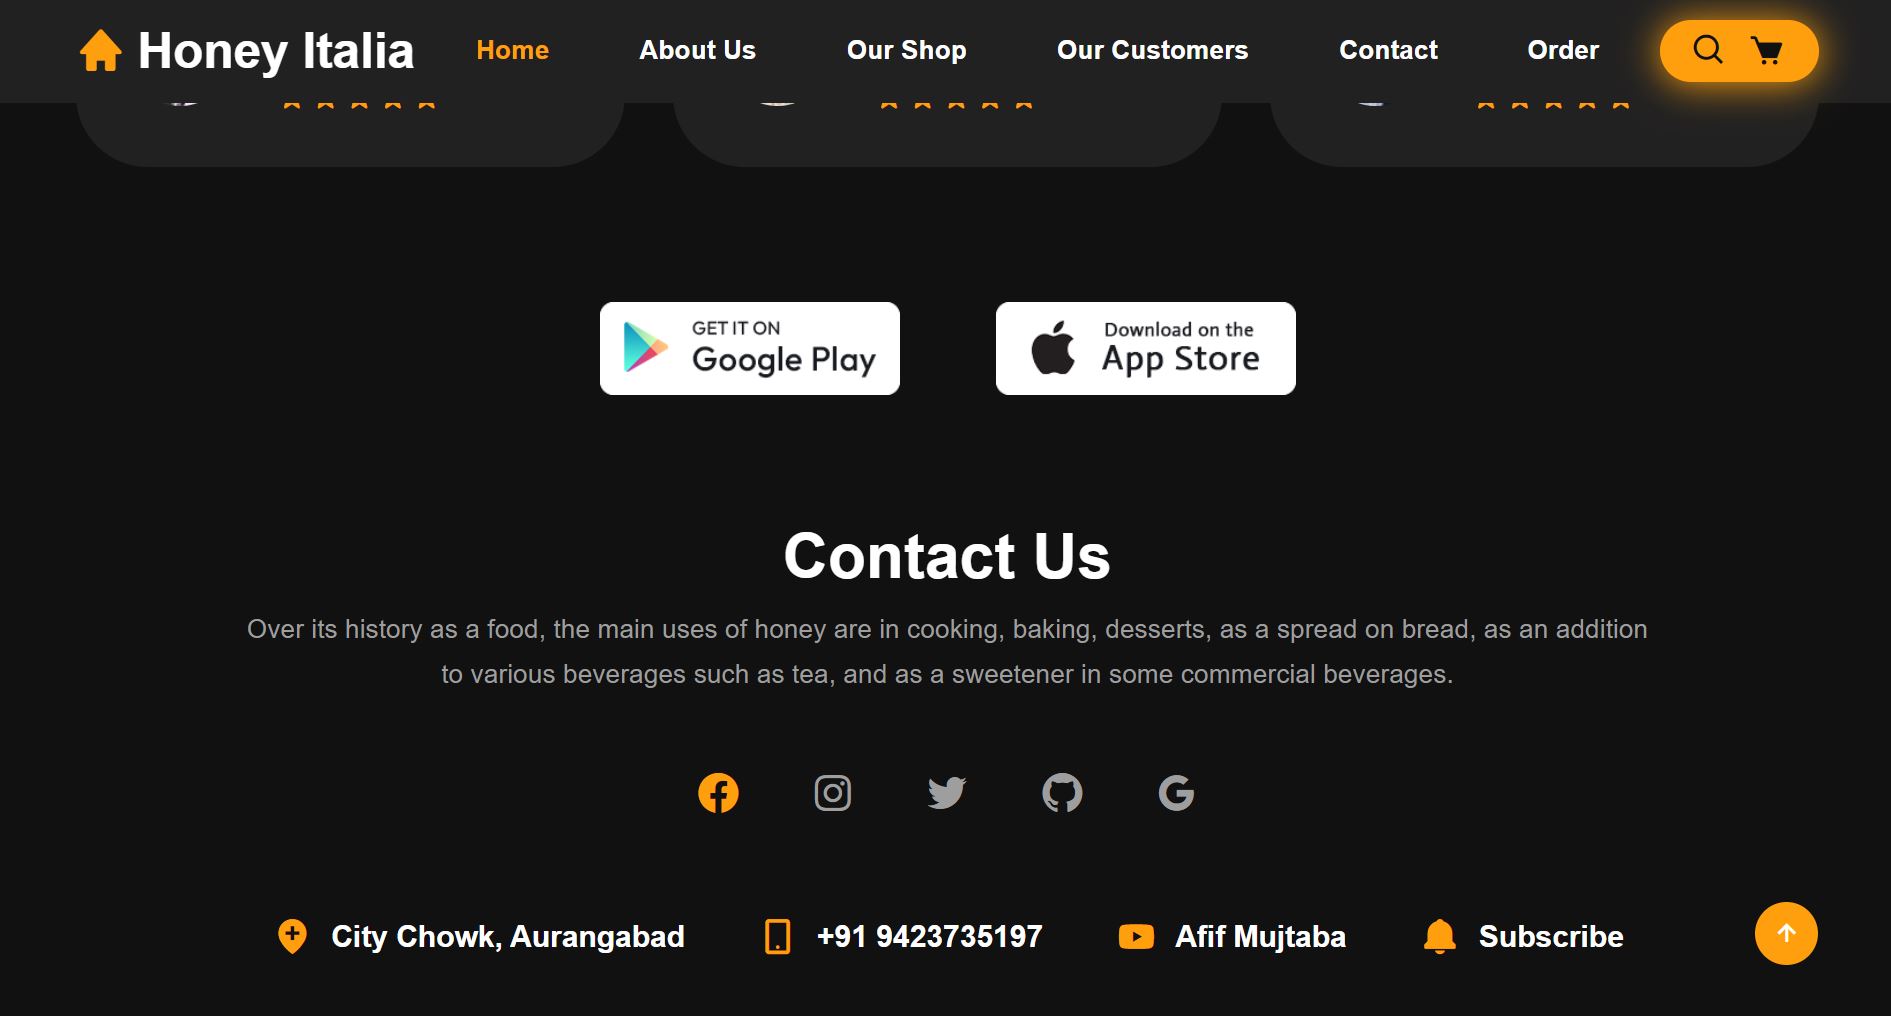 Honey Italia Home About Us Our Shop Our Customers Contact Order
GET IT ON
Google Play
Download on the
App Store
Contact Us
Over its history as a food, the main uses of honey are in cooking, baking, desserts, as a spread on bread, as an addition
to various beverages such as tea, and as a sweetener in some commercial beverages.
City Chowk, Aurangabad +91 9423735197 Afif Mujtaba Subscribe